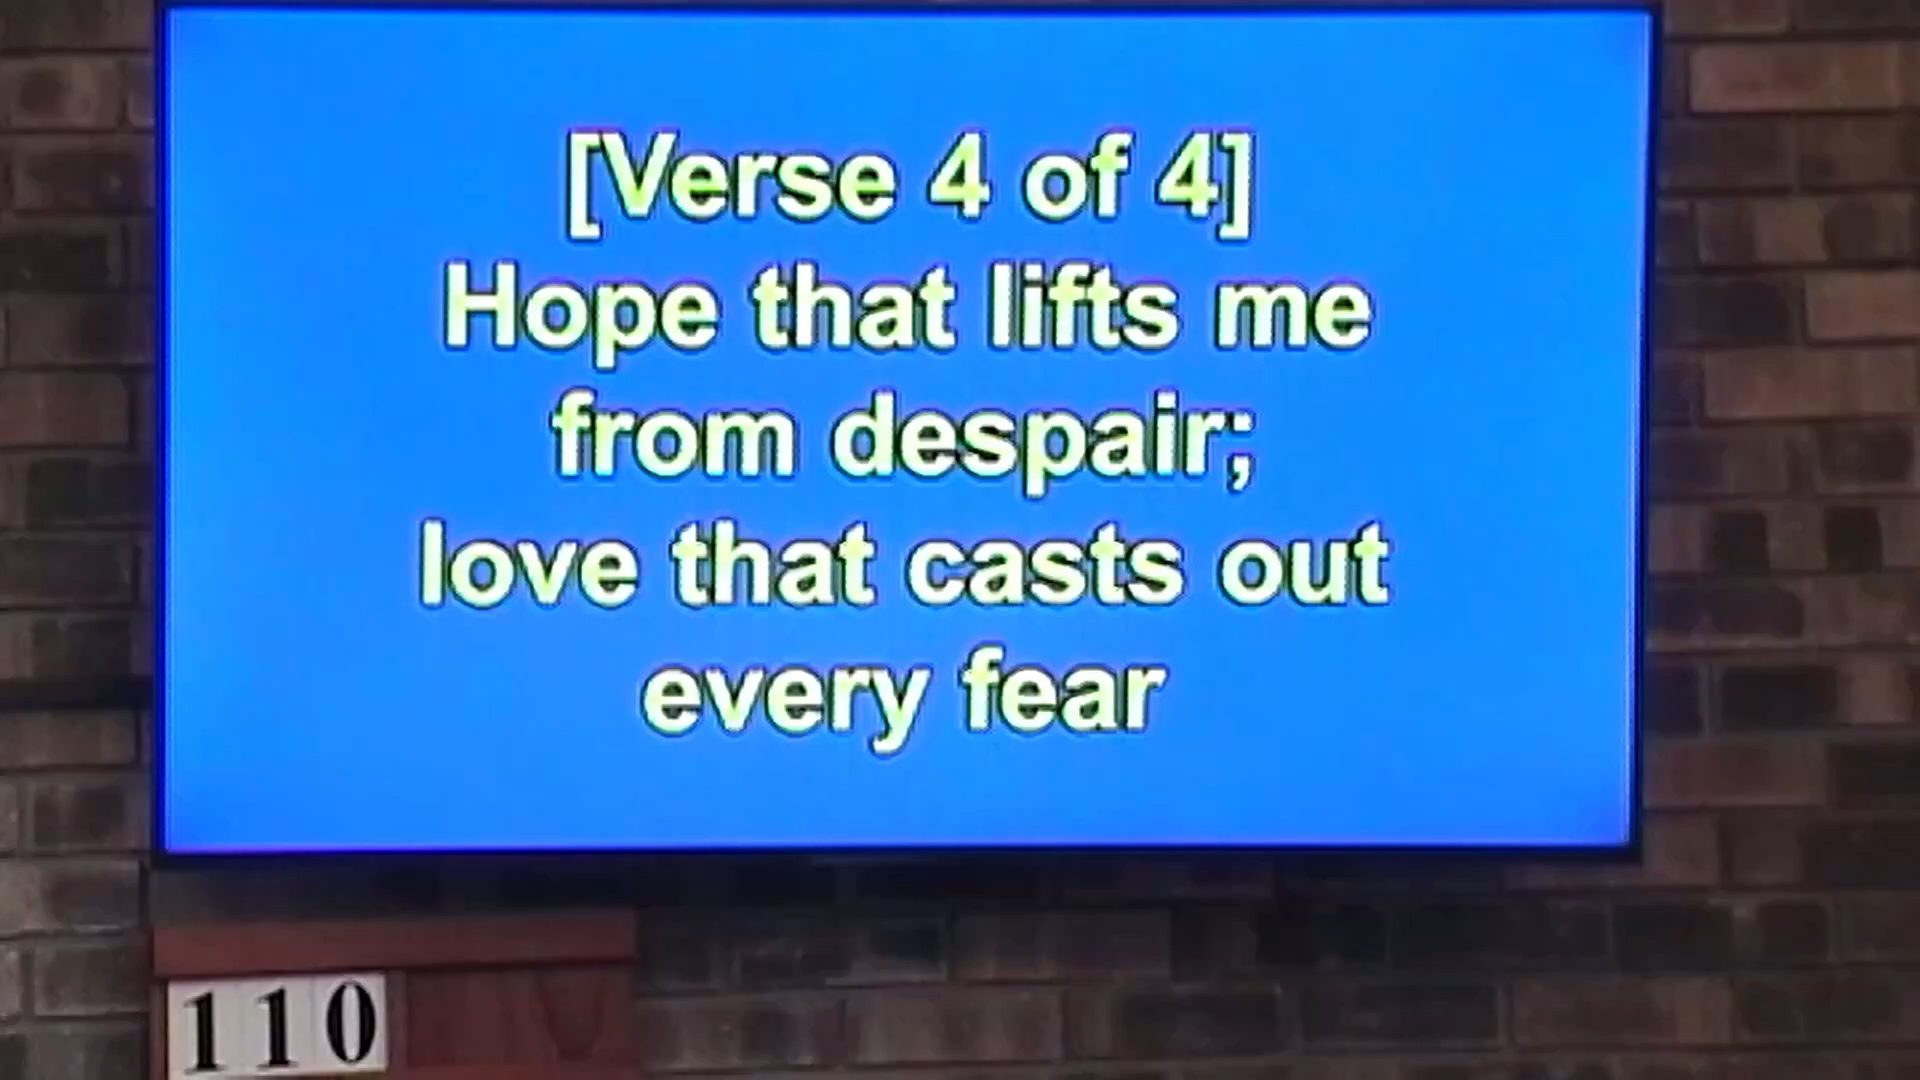 [Verse 4 of 4]
Hope that lifts me
from despair;
love that casts out
every fear
110